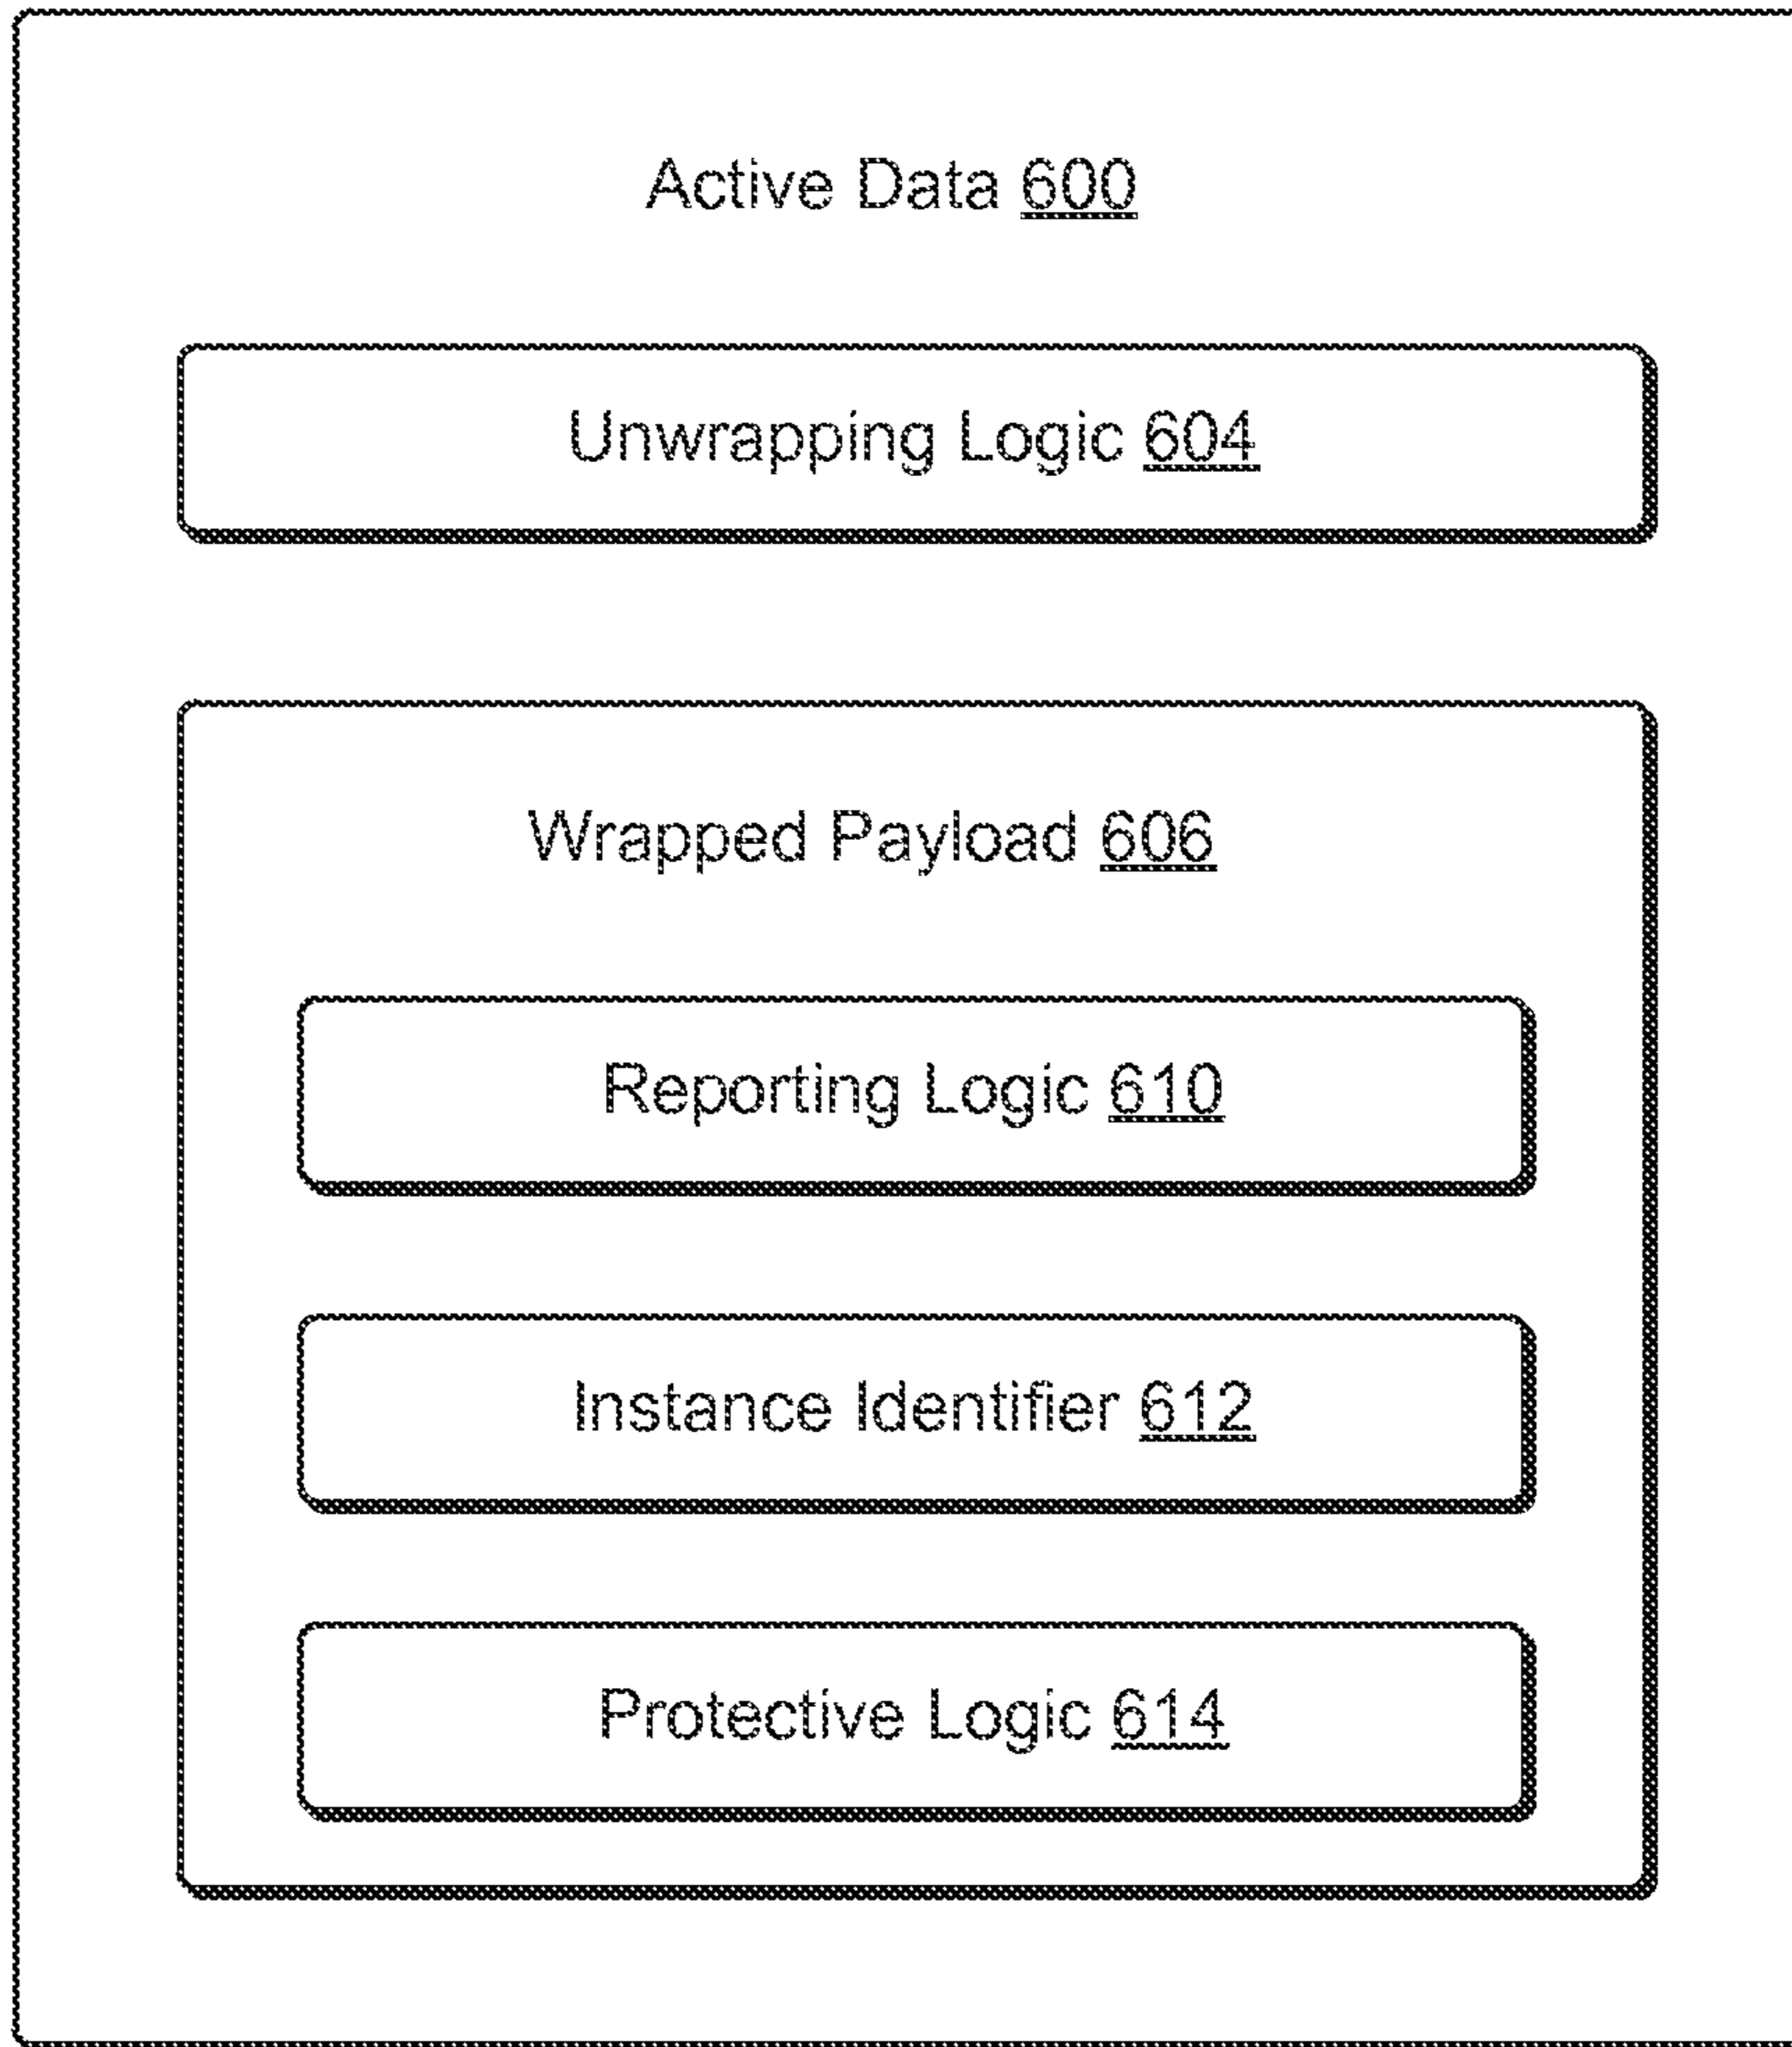 Active Data 600
Unwrapping Logic 604
Wrapped Payload 606
Reporting Logic 610
Instance Identifier 612
Protective Logic 614